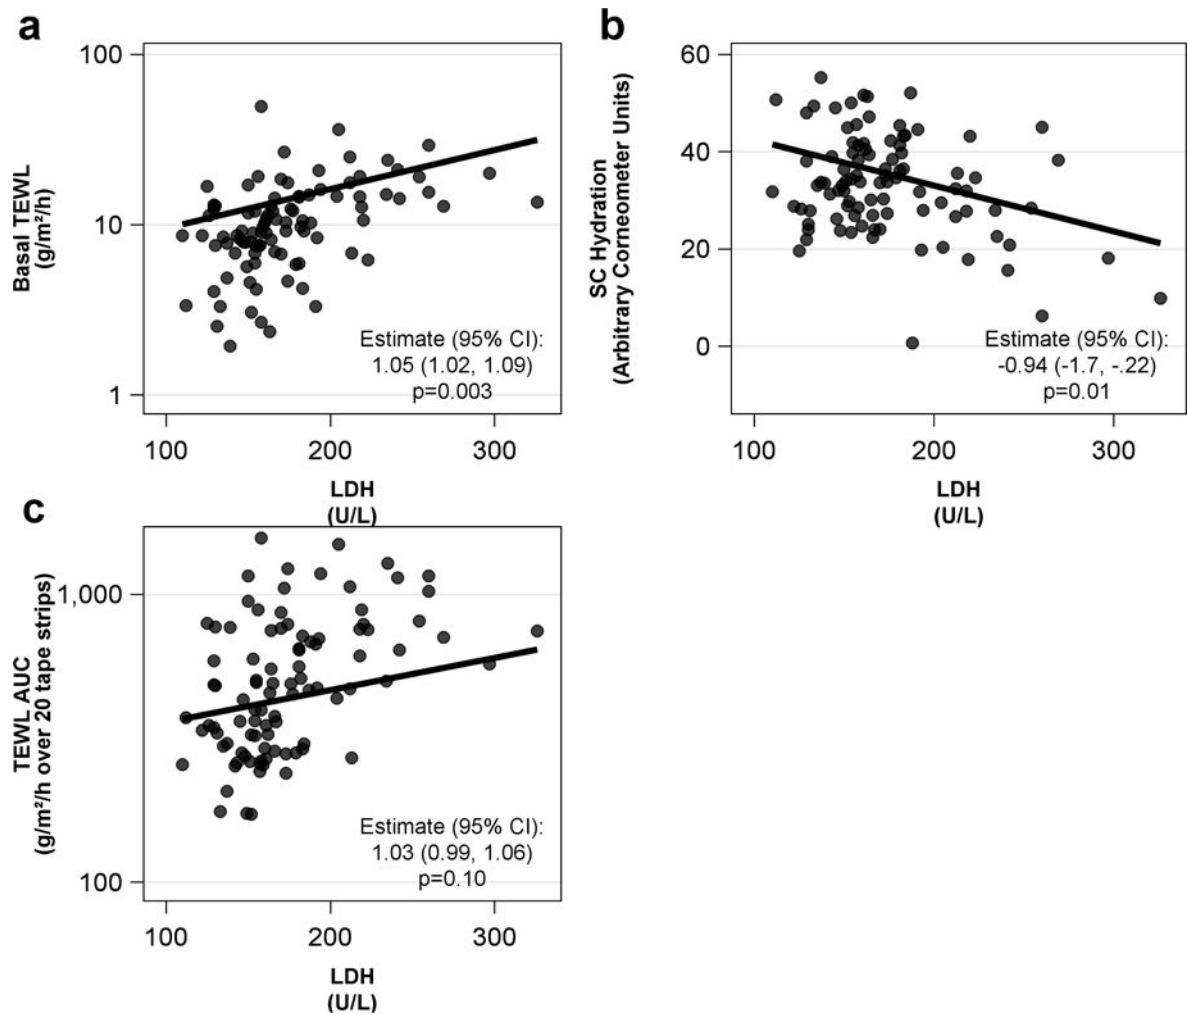 a
Basal TEWL
(g/m²/h)
100
10
1
Estimate (95% CI):
1.05 (1.02, 1.09)
p=0.003
100
200
300
LDH
(U/L)
b
SC Hydration
(Arbitrary Corneometer Units)
60
40
20
0
Estimate (95% CI):
-0.94 (-1.7, -.22)
p=0.01
100
200
300
LDH
(U/L)
c
TEWL AUC
(g/m²/h over 20 tape strips)
1,000
100
Estimate (95% CI):
1.03 (0.99, 1.06)
p=0.10
100
200
300
LDH
(U/L)